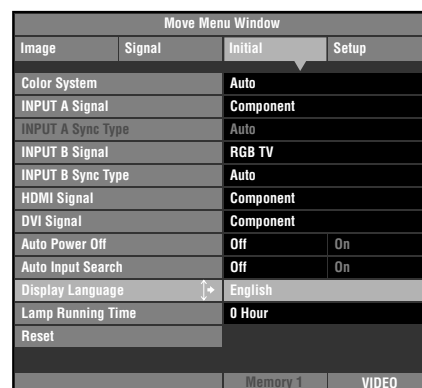 Move Menu Window
Image Signal Initial Setup
Color System Auto
INPUT A Signal Component
INPUT A Sync Type Auto
INPUT B Signal RGB TV
INPUT B Sync Type Auto
HDMI Signal Component
DVI Signal Component
Auto Power Off Off On
Auto Input Search Off On
Display Language English
Lamp Running Time 0 Hour
Reset
Memory 1 VIDEO